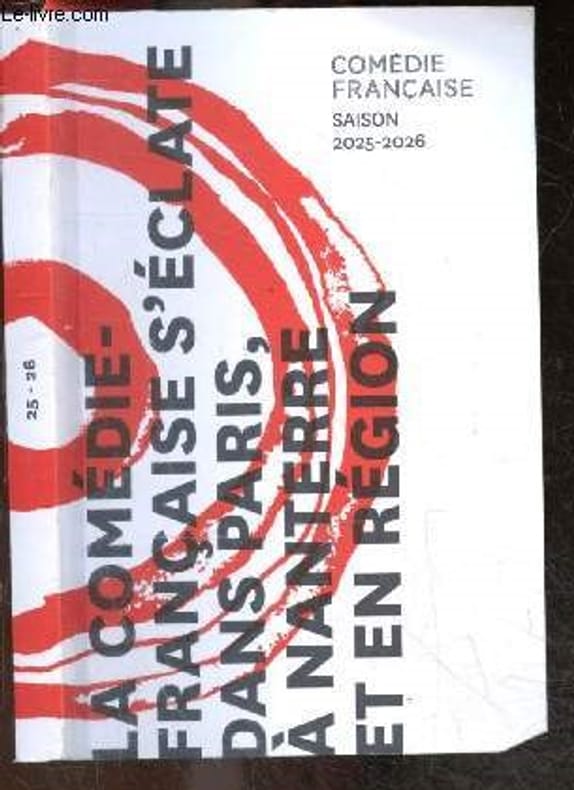 Le-livre.com
COMÉDIE
FRANÇAISE
SAISON
2025-2026
25 - 26
LA COMÉDIE-
FRANÇAISE S'ÉCLATE
DANS PARIS,
À NANTERRE
ET EN RÉGION